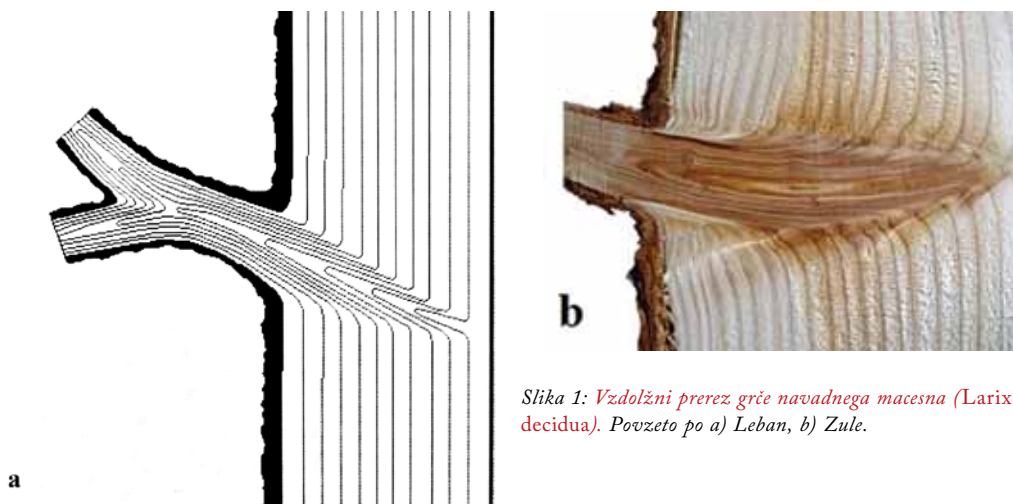 a
b
Slika 1: Vzdolžni prerez grče navadnega macesna (Larix
decidua). Povzeto po a) Leban, b) Zule.